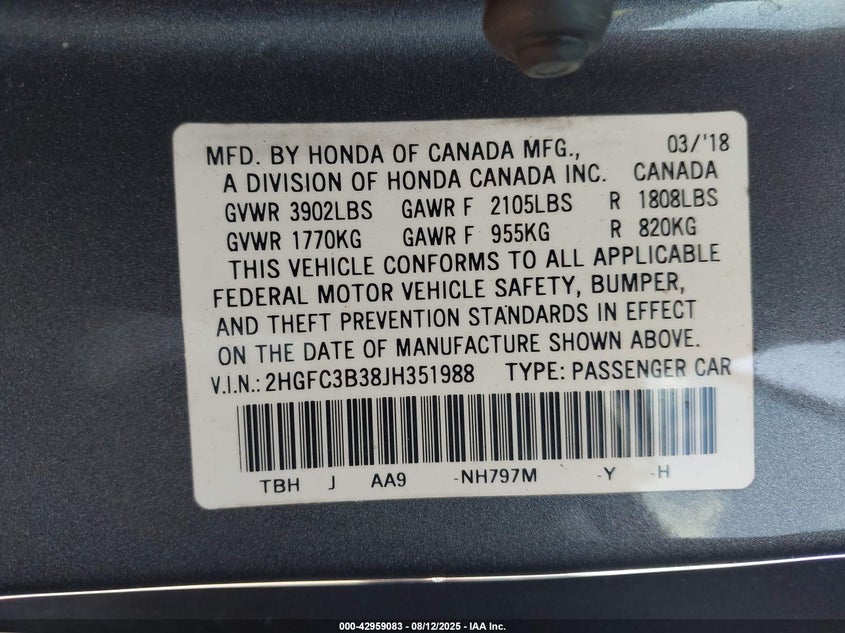 MFD. BY HONDA OF CANADA MFG., 03/'18
A DIVISION OF HONDA CANADA INC. CANADA
GVWR 3902LBS GAWR F 2105LBS R 1808LBS
GVWR 1770KG GAWR F 955KG R 820KG
THIS VEHICLE CONFORMS TO ALL APPLICABLE
FEDERAL MOTOR VEHICLE SAFETY, BUMPER,
AND THEFT PREVENTION STANDARDS IN EFFECT
ON THE DATE OF MANUFACTURE SHOWN ABOVE.
V.I.N.: 2HGFC3B38JH351988 TYPE: PASSENGER CAR
TBH J AA9 -NH797M -Y -H
000-42959083 - 08/12/2025 - IAA Inc.